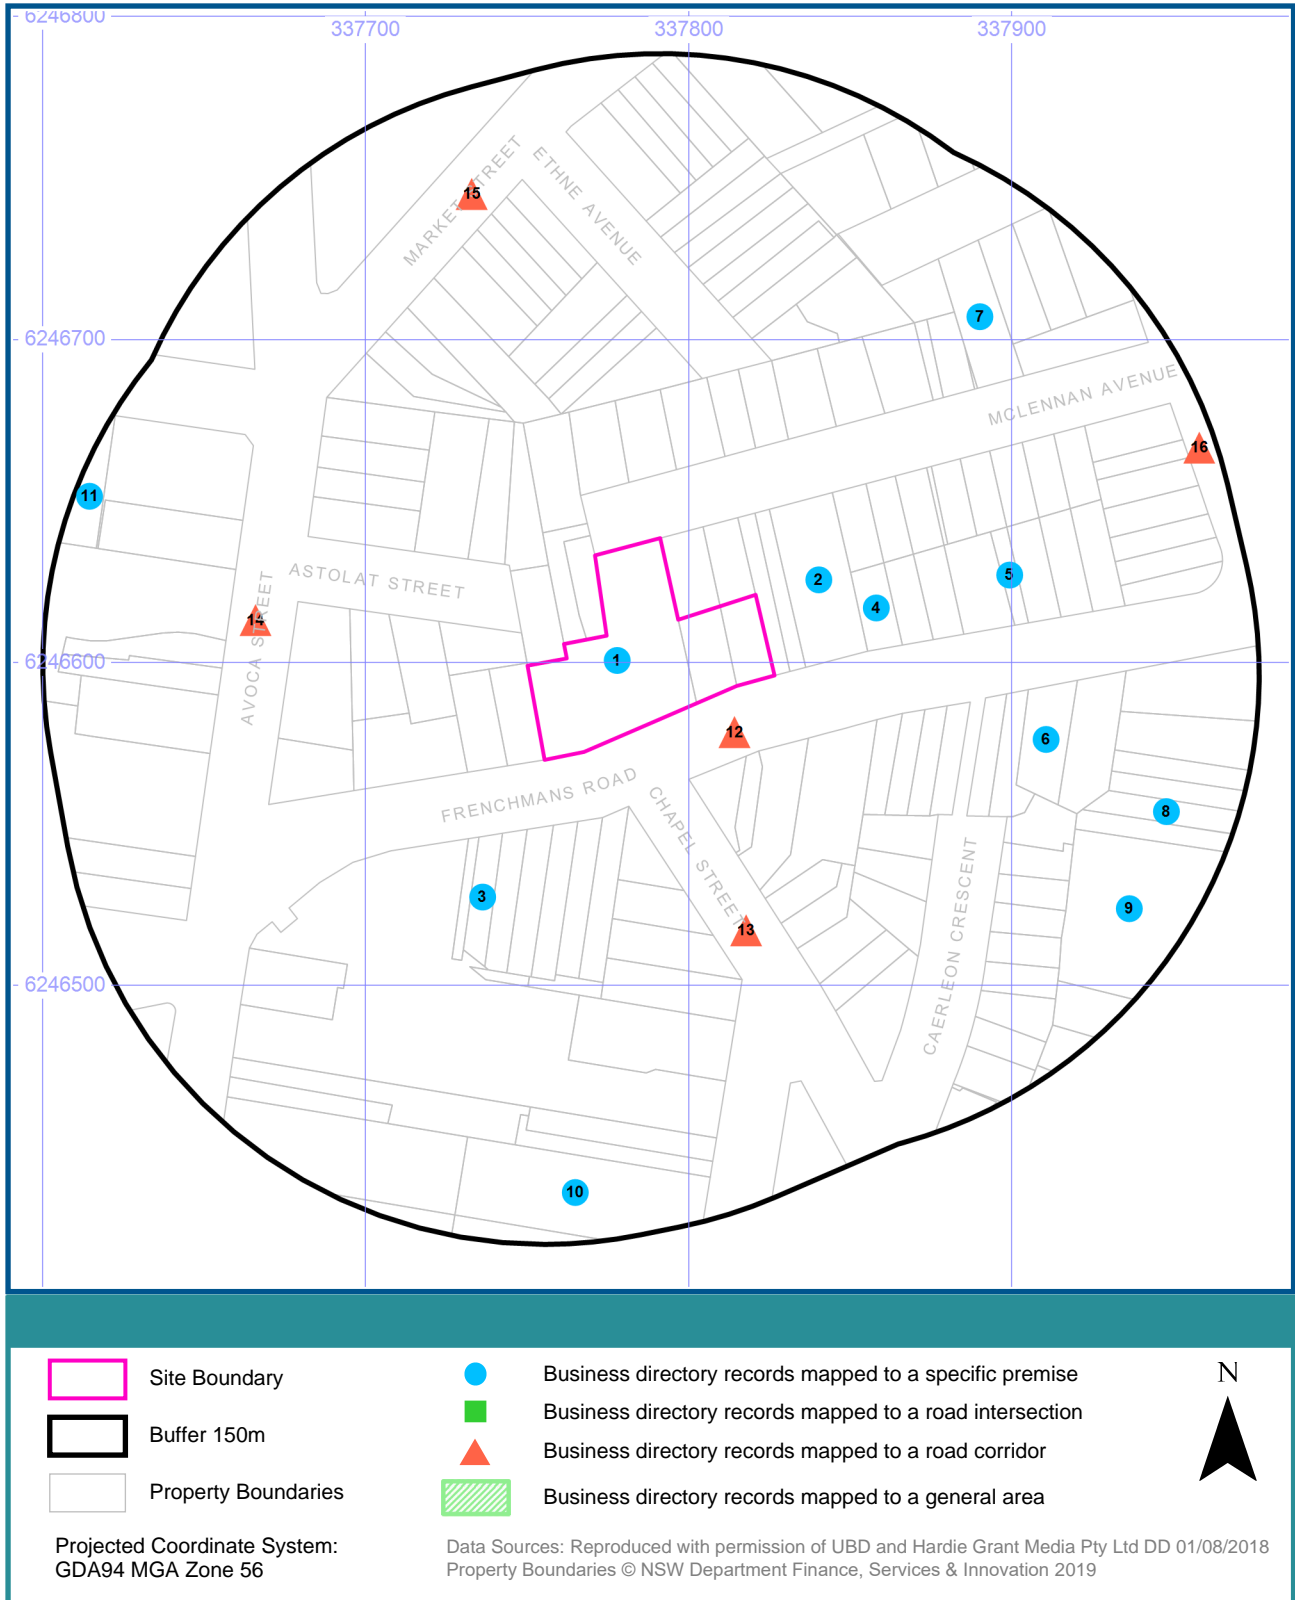 6246800
337700
337800
337900
MARKET STREET
15
ETHNE AVENUE
7
6246700
MCLENNAN AVENUE
16
11
ASTOLAT STREET
2
5
4
14
AVOCA STREET
6246600
1
12
6
FRENCHMANS ROAD
CHAPEL STREET
8
3
CAERLEON CRESCENT
9
13
6246500
10
Site Boundary
Buffer 150m
Property Boundaries
Projected Coordinate System:
GDA94 MGA Zone 56
Business directory records mapped to a specific premise
Business directory records mapped to a road intersection
Business directory records mapped to a road corridor
Business directory records mapped to a general area
N
Data Sources: Reproduced with permission of UBD and Hardie Grant Media Pty Ltd DD 01/08/2018
Property Boundaries © NSW Department Finance, Services & Innovation 2019